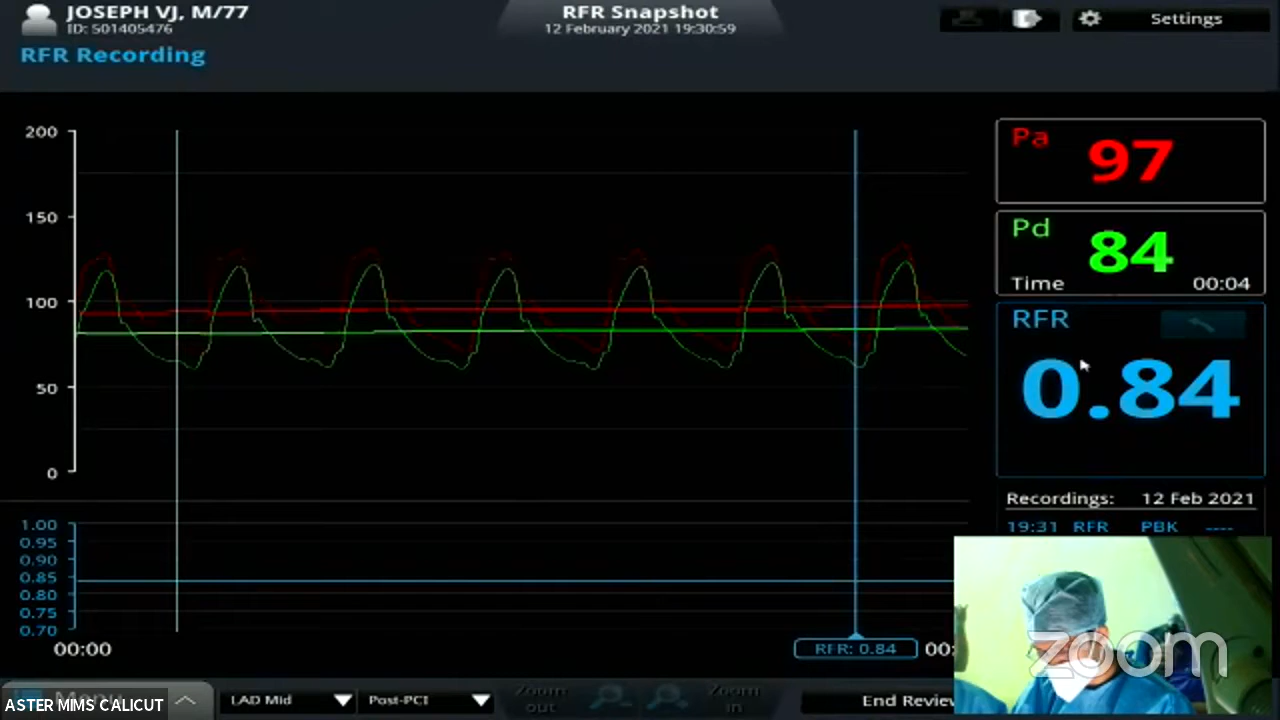 JOSEPH VJ, M/77
ID: 501405476
RFR Snapshot
12 February 2021 19:30:59
Settings
RFR Recording
200
150
100
50
0
Pa
97
Pd
84
Time 00:04
RFR
0.84
Recordings: 12 Feb 2021
19:31 RFR PBK ----
1.00
0.95
0.90
0.85
0.80
0.75
0.70
00:00
RFR: 0.84
00:
zoom
Menu
LAD Mid
Post-PCI
Zoom out
Zoom in
End Review
ASTER MIMS CALICUT